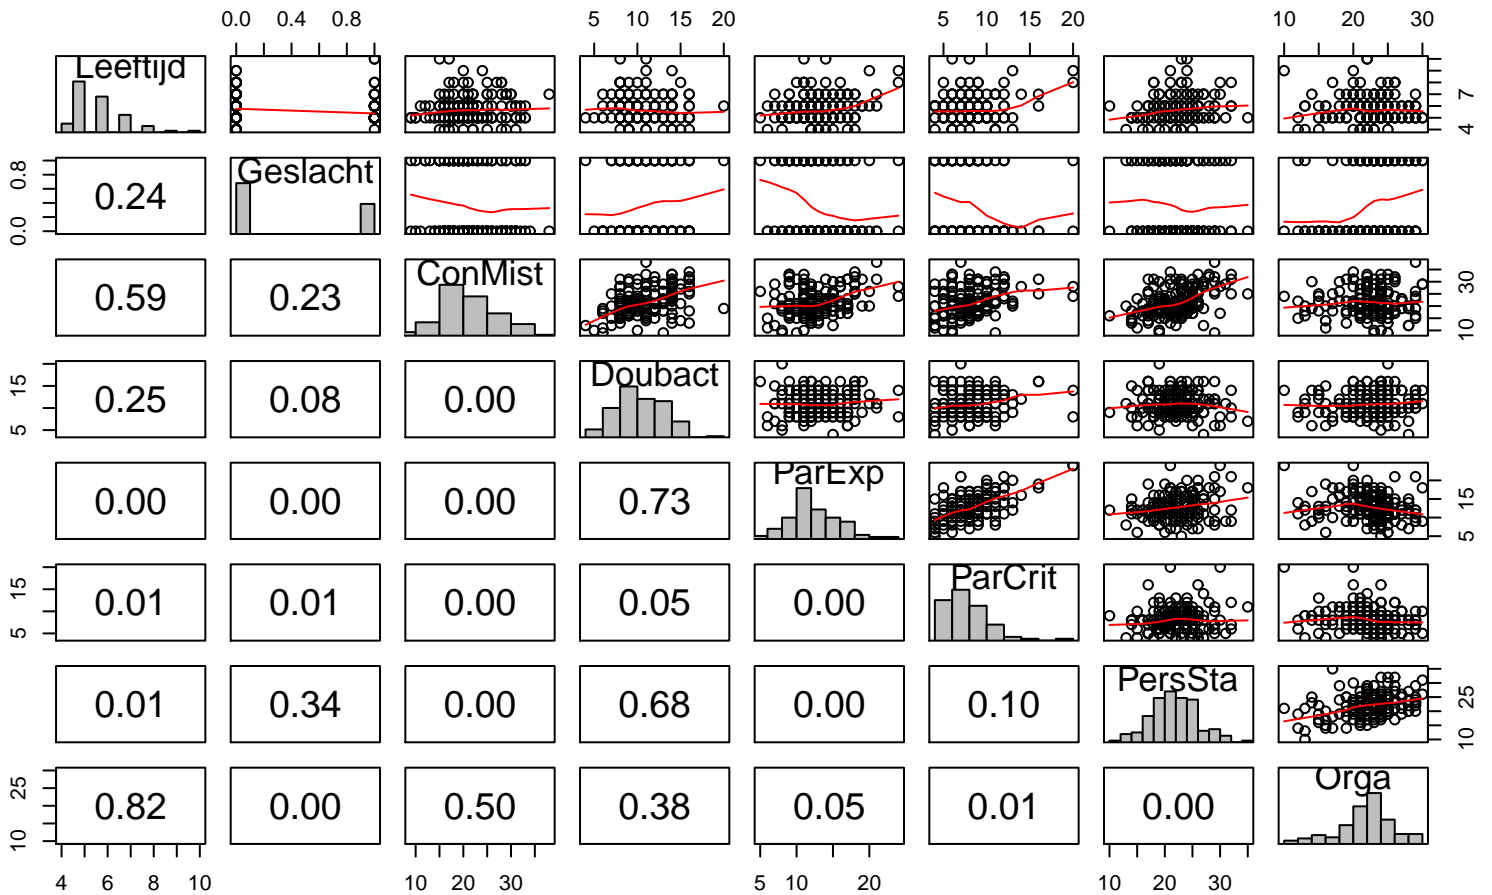 0.0 0.4 0.8 5 10 15 20 5 10 15 20 10 15 20 25 30
Leeftijd 4 7
0.0 0.8 0.24 Geslacht
0.59 0.23 ConMist 10 30
5 15 0.25 0.08 0.00 Doubact
0.00 0.00 0.00 0.73 ParExp 5 15
5 15 0.01 0.01 0.00 0.05 0.00 ParCrit
0.01 0.34 0.00 0.68 0.00 0.10 PersSta 10 25
10 25 0.82 0.00 0.50 0.38 0.05 0.01 0.00 Orga
4 6 8 10 10 20 30 5 10 20 10 20 30